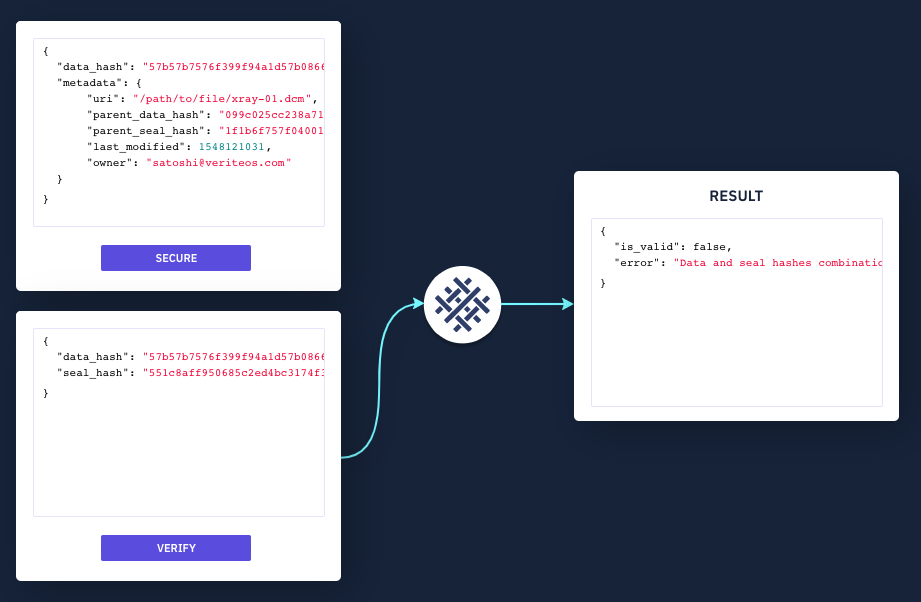 {
"data_hash": "57b57b7576f399f94a1d57b0866
"metadata": {
"uri": "/path/to/file/xray-01.dcm",
"parent_data_hash": "099c025cc238a71
"parent_seal_hash": "1f1b6f757f04001
"last_modified": 1548121031,
"owner": "satoshi@veriteos.com"
}
}
SECURE
{
"data_hash": "57b57b7576f399f94a1d57b0866
"seal_hash": "551c8aff950685c2ed4bc3174f3
}
VERIFY
RESULT
{
"is_valid": false,
"error": "Data and seal hashes combinatio
}